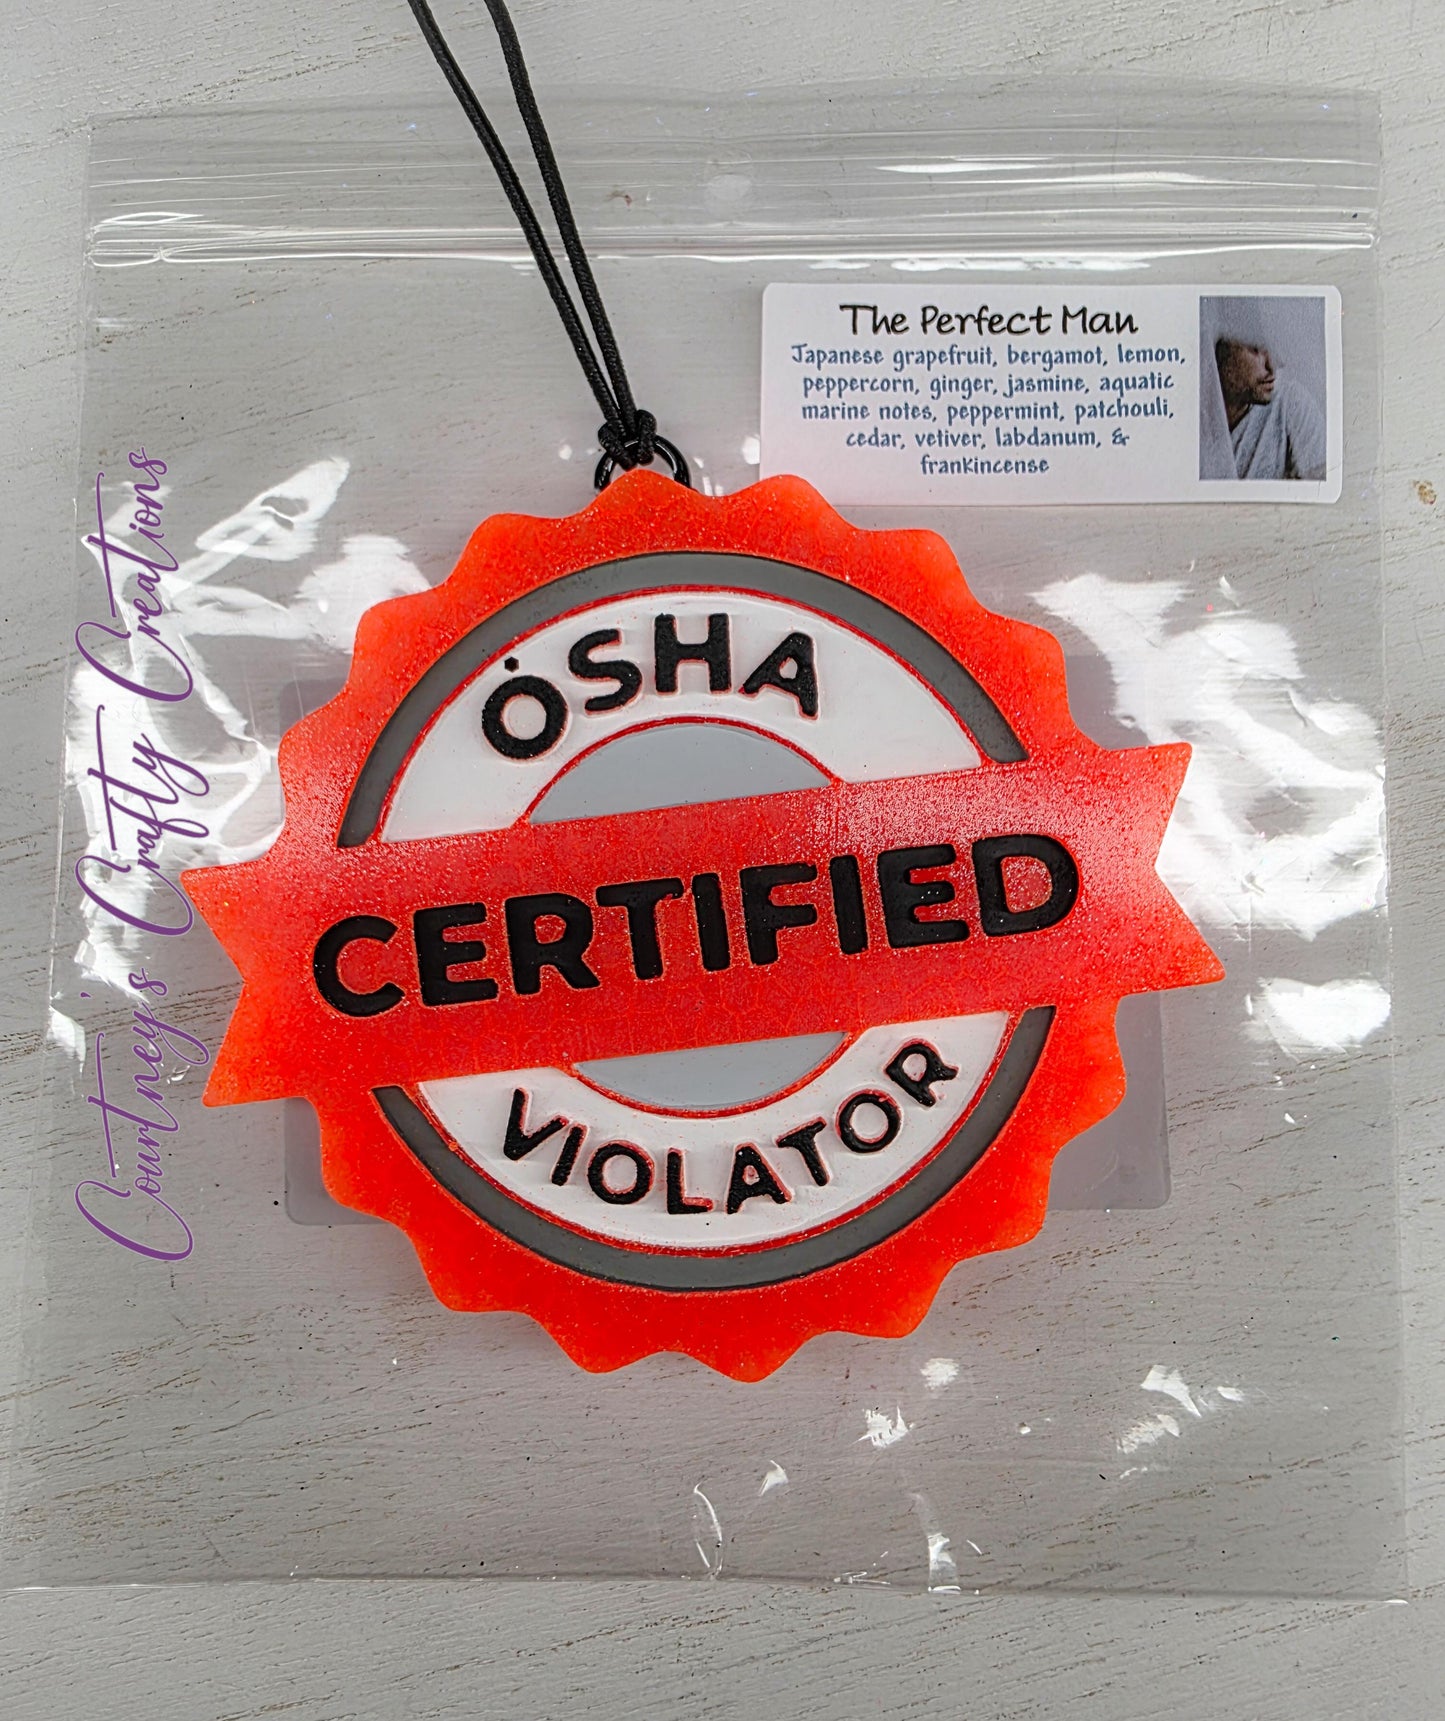 The Perfect Man
Japanese grapefruit, bergamot, lemon,
peppercorn, ginger, jasmine, aquatic
marine notes, peppermint, patchouli,
cedar, vetiver, labdanum, &
frankincense
OSHA
CERTIFIED
VIOLATOR
Courtney's Crafty Creations